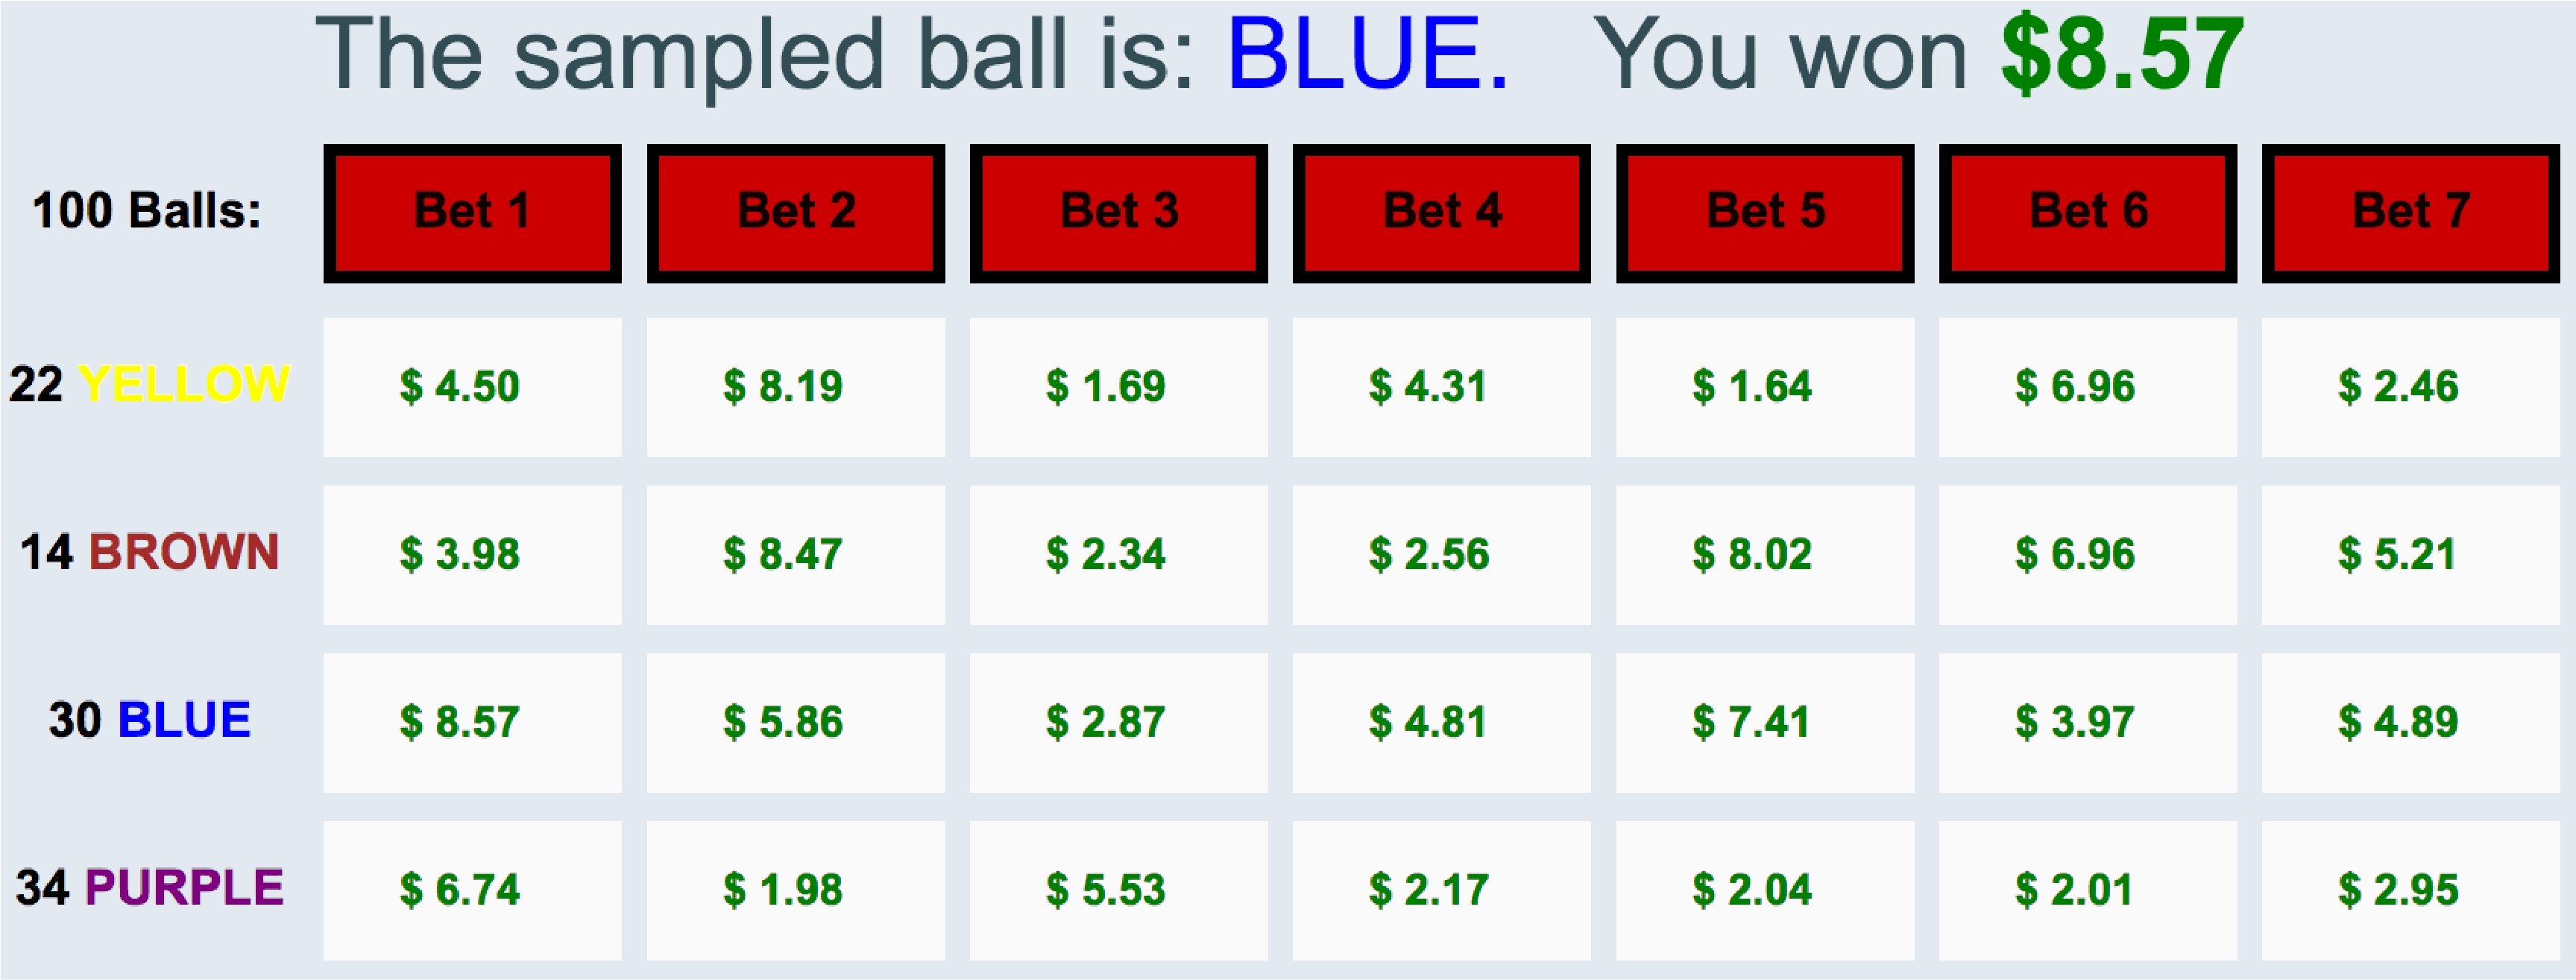 The sampled ball is: BLUE. You won $8.57
100 Balls: Bet 1 Bet 2 Bet 3 Bet 4 Bet 5 Bet 6 Bet 7
22 YELLOW $ 4.50 $ 8.19 $ 1.69 $ 4.31 $ 1.64 $ 6.96 $ 2.46
14 BROWN $ 3.98 $ 8.47 $ 2.34 $ 2.56 $ 8.02 $ 6.96 $ 5.21
30 BLUE $ 8.57 $ 5.86 $ 2.87 $ 4.81 $ 7.41 $ 3.97 $ 4.89
34 PURPLE $ 6.74 $ 1.98 $ 5.53 $ 2.17 $ 2.04 $ 2.01 $ 2.95